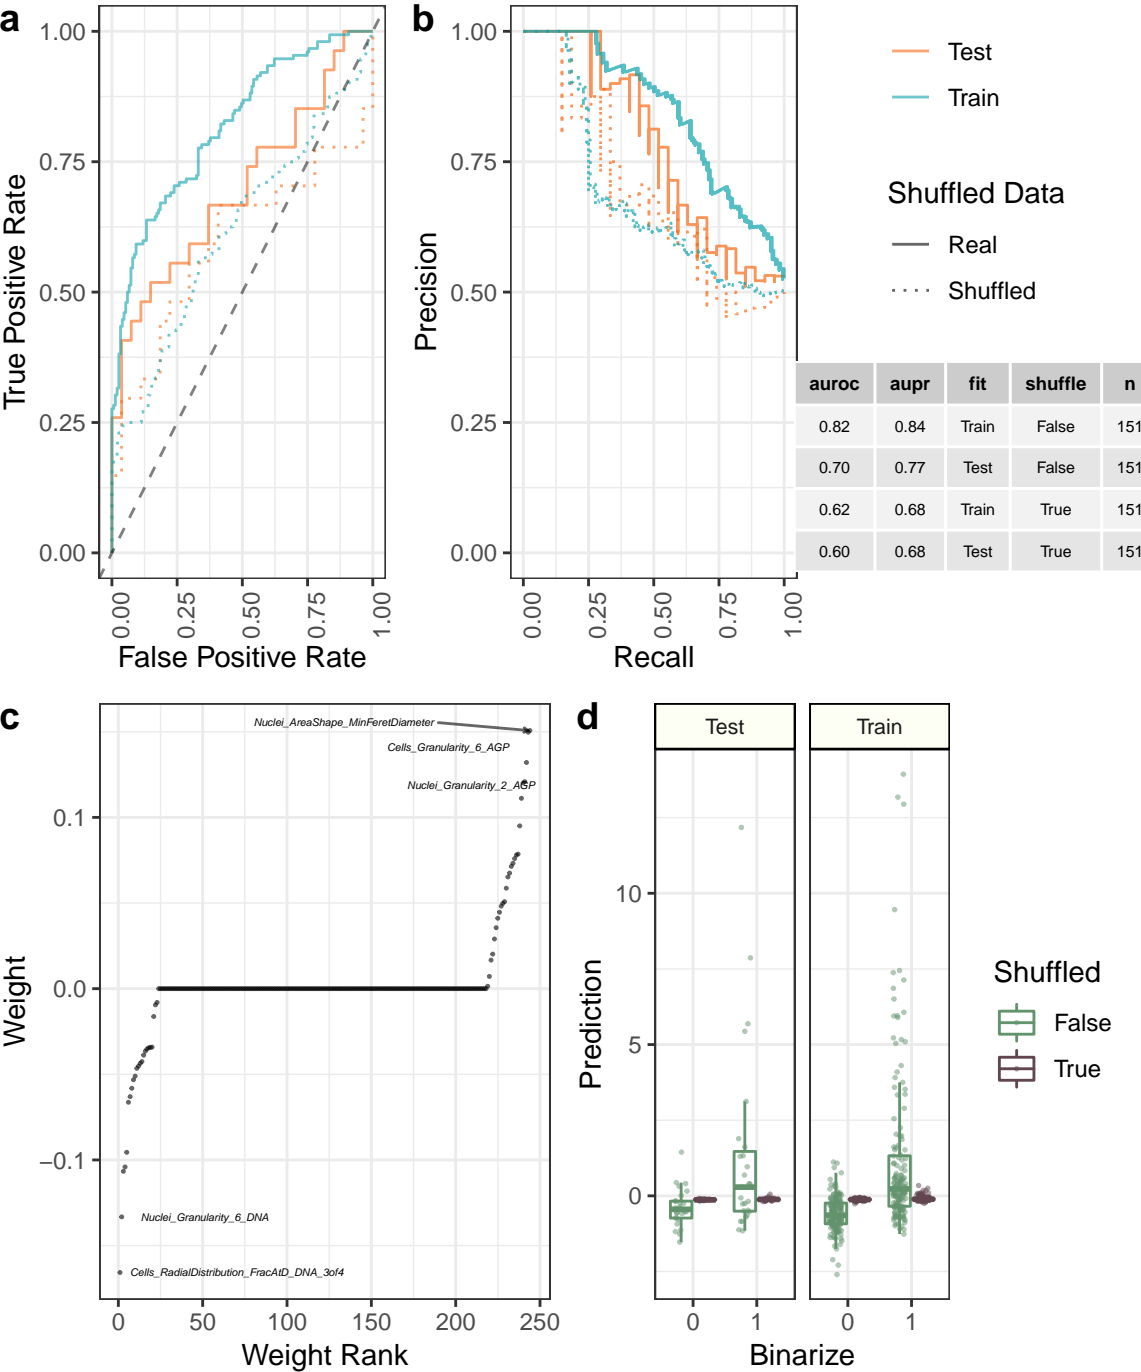 a
1.00
0.75
0.50
0.25
0.00
True Positive Rate
0.00
0.25
0.50
0.75
1.00
False Positive Rate
b
1.00
0.75
0.50
0.25
0.00
Precision
0.00
0.25
0.50
0.75
1.00
Recall
Test
Train
Shuffled Data
Real
Shuffled
auroc aupr fit shuffle n
0.82 0.84 Train False 151
0.70 0.77 Test False 151
0.62 0.68 Train True 151
0.60 0.68 Test True 151
c
Nuclei_AreaShape_MinFeretDiameter
Cells_Granularity_6_AGP
Nuclei_Granularity_2_AGP
Nuclei_Granularity_6_DNA
Cells_RadialDistribution_FracAtD_DNA_3of4
0.1
0.0
−0.1
Weight
0 50 100 150 200 250
Weight Rank
d
Test Train
10
5
0
Prediction
0 1 0 1
Binarize
Shuffled
False
True